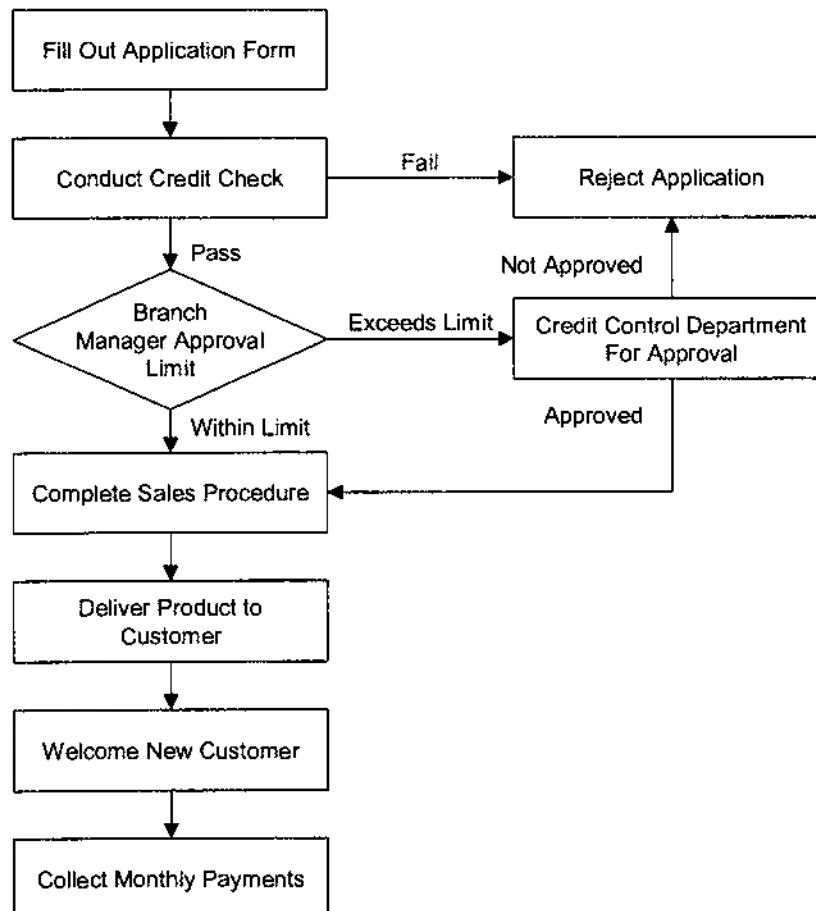 Fill Out Application Form
Conduct Credit Check
Fail
Reject Application
Pass
Not Approved
Branch
Manager Approval
Limit
Exceeds Limit
Credit Control Department
For Approval
Within Limit
Approved
Complete Sales Procedure
Deliver Product to
Customer
Welcome New Customer
Collect Monthly Payments